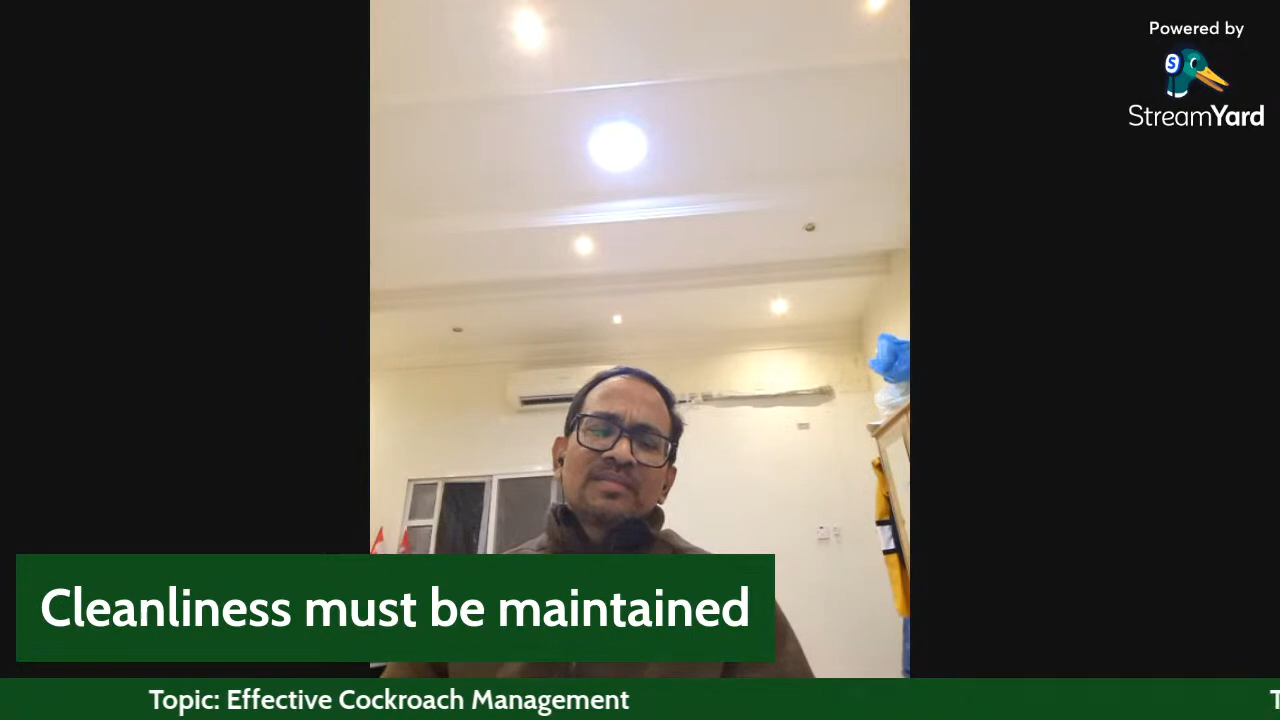 Powered by
S
StreamYard
Cleanliness must be maintained
Topic: Effective Cockroach Management
T